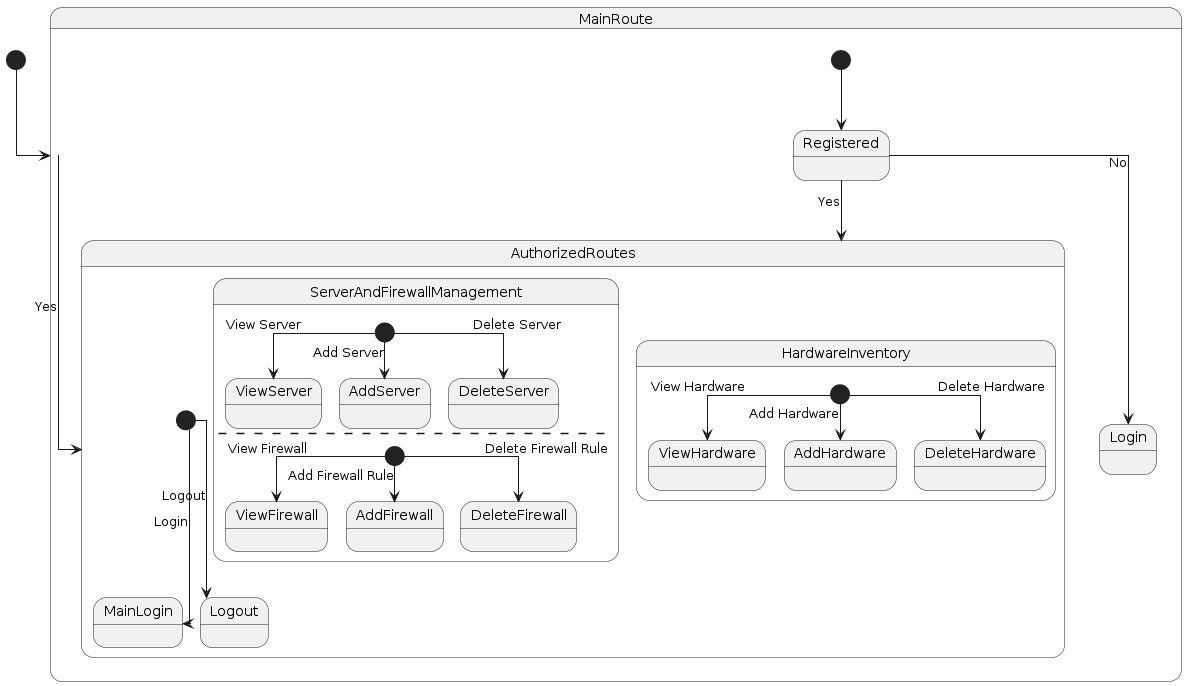 MainRoute
Registered
No
Yes
AuthorizedRoutes
Yes
ServerAndFirewallManagement
View Server
Delete Server
Add Server
ViewServer
AddServer
DeleteServer
View Firewall
Delete Firewall Rule
Add Firewall Rule
ViewFirewall
AddFirewall
DeleteFirewall
HardwareInventory
View Hardware
Delete Hardware
Add Hardware
ViewHardware
AddHardware
DeleteHardware
Login
Logout
Login
MainLogin
Logout